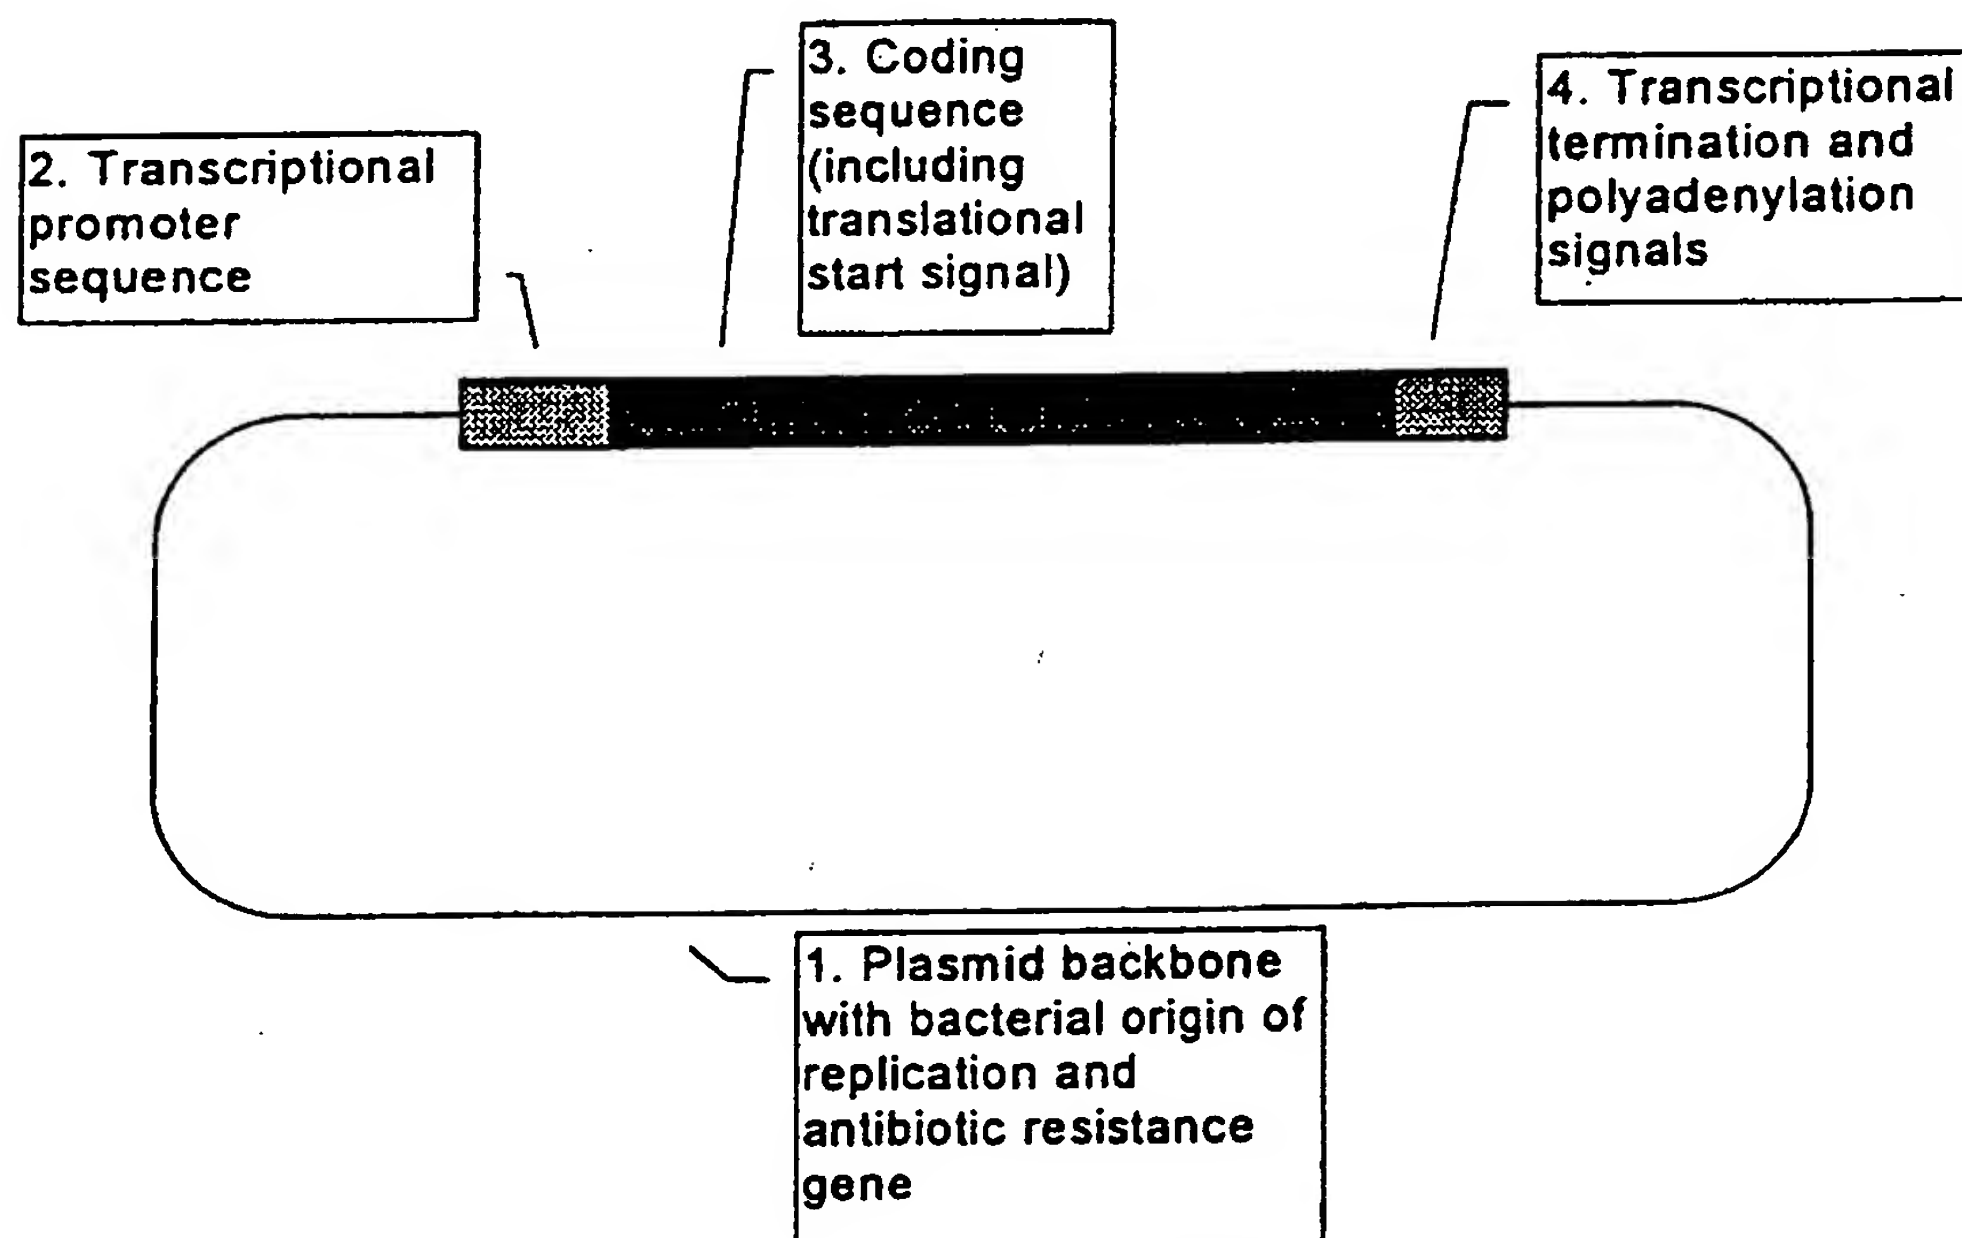 2. Transcriptional
promoter
sequence
3. Coding
sequence
(including
translational
start signal)
4. Transcriptional
termination and
polyadenylation
signals
1. Plasmid backbone
with bacterial origin of
replication and
antibiotic resistance
gene